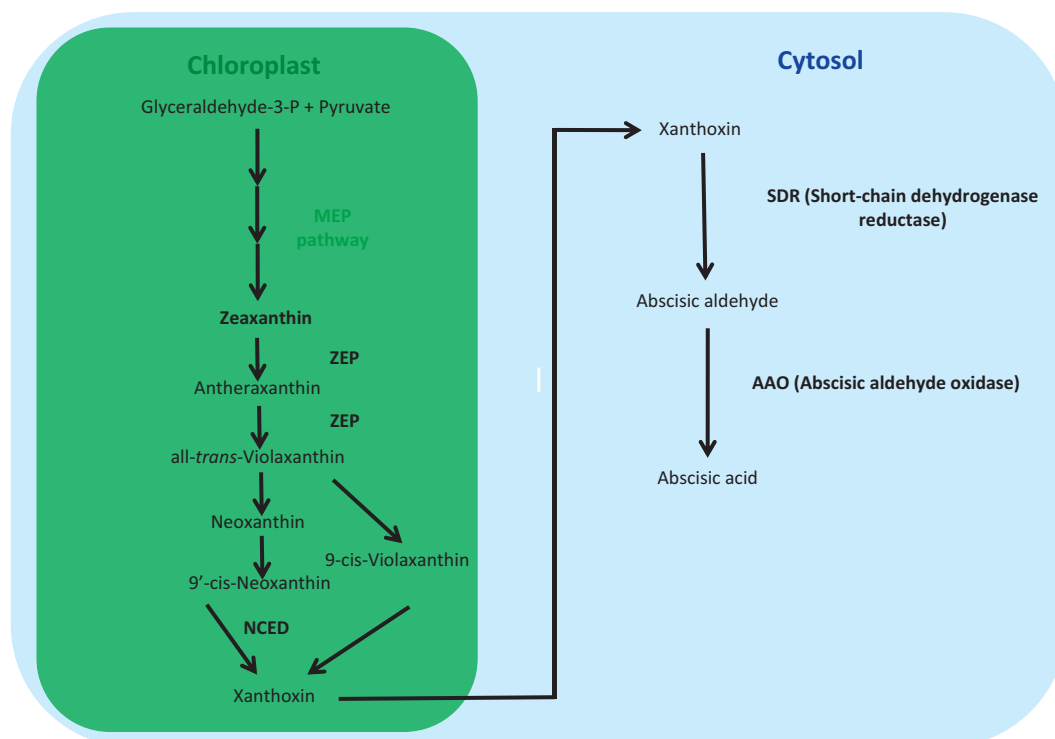 Chloroplast
Glyceraldehyde-3-P + Pyruvate
MEP
pathway
Zeaxanthin
ZEP
Antheraxanthin
ZEP
all-trans-Violaxanthin
Neoxanthin
9-cis-Violaxanthin
9′-cis-Neoxanthin
NCED
Xanthoxin
Cytosol
Xanthoxin
SDR (Short-chain dehydrogenase
reductase)
Abscisic aldehyde
AAO (Abscisic aldehyde oxidase)
Abscisic acid